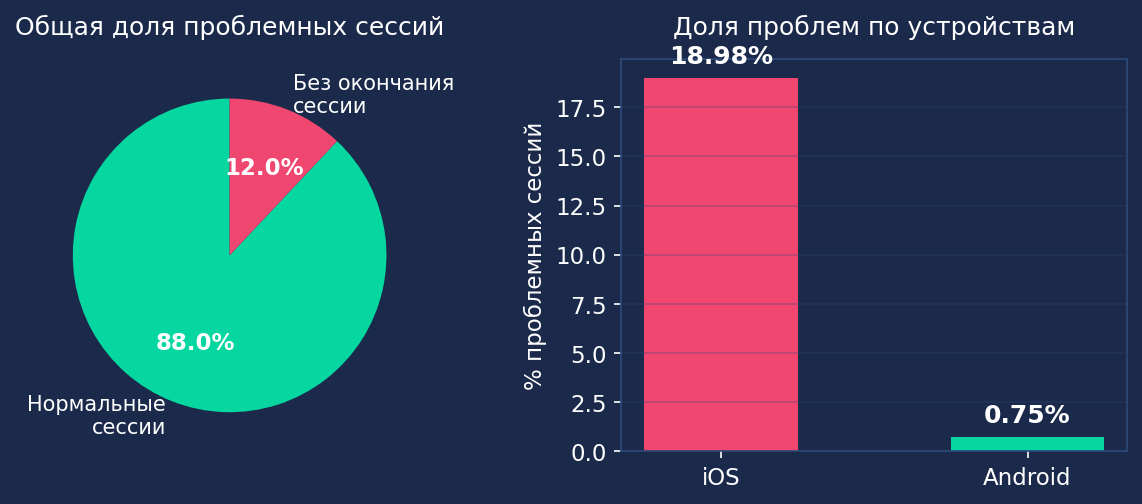 Общая доля проблемных сессий
Без окончания
сессии
12.0%
88.0%
Нормальные
сессии
Доля проблем по устройствам
18.98%
% проблемных сессий
17.5
15.0
12.5
10.0
7.5
5.0
2.5
0.0
0.75%
iOS
Android